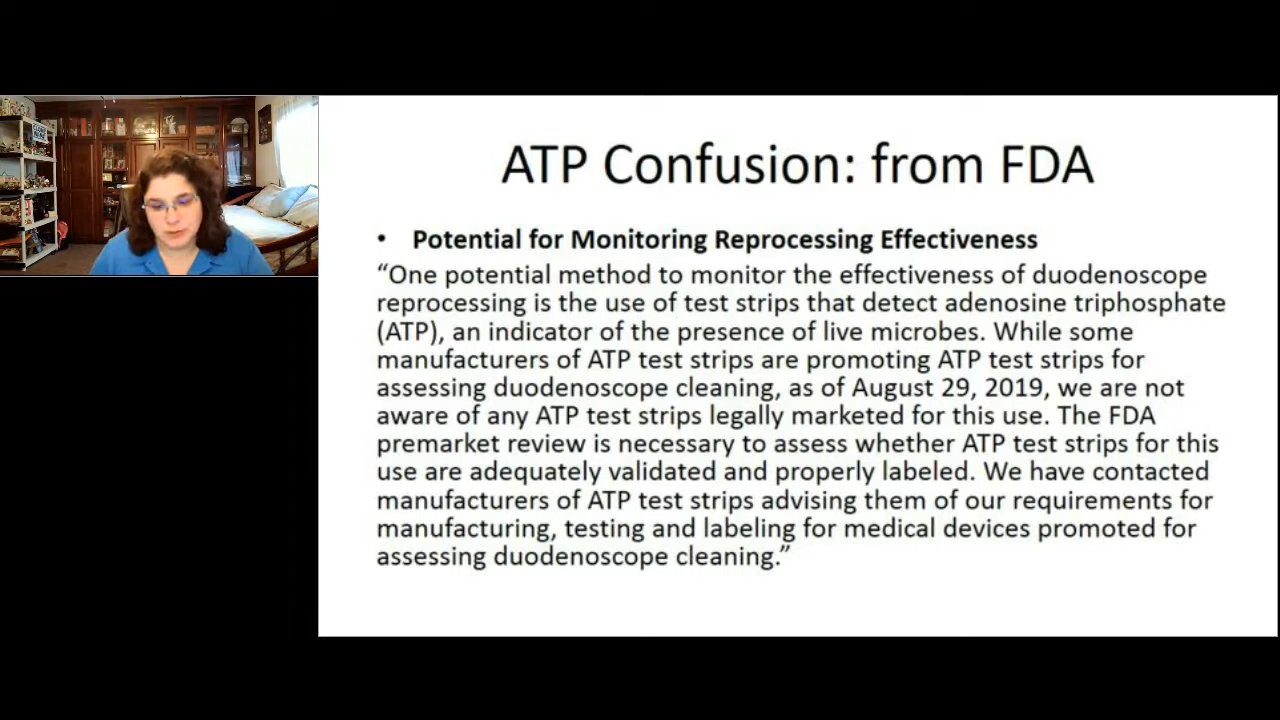 ATP Confusion: from FDA
• Potential for Monitoring Reprocessing Effectiveness
“One potential method to monitor the effectiveness of duodenoscope
reprocessing is the use of test strips that detect adenosine triphosphate
(ATP), an indicator of the presence of live microbes. While some
manufacturers of ATP test strips are promoting ATP test strips for
assessing duodenoscope cleaning, as of August 29, 2019, we are not
aware of any ATP test strips legally marketed for this use. The FDA
premarket review is necessary to assess whether ATP test strips for this
use are adequately validated and properly labeled. We have contacted
manufacturers of ATP test strips advising them of our requirements for
manufacturing, testing and labeling for medical devices promoted for
assessing duodenoscope cleaning.”